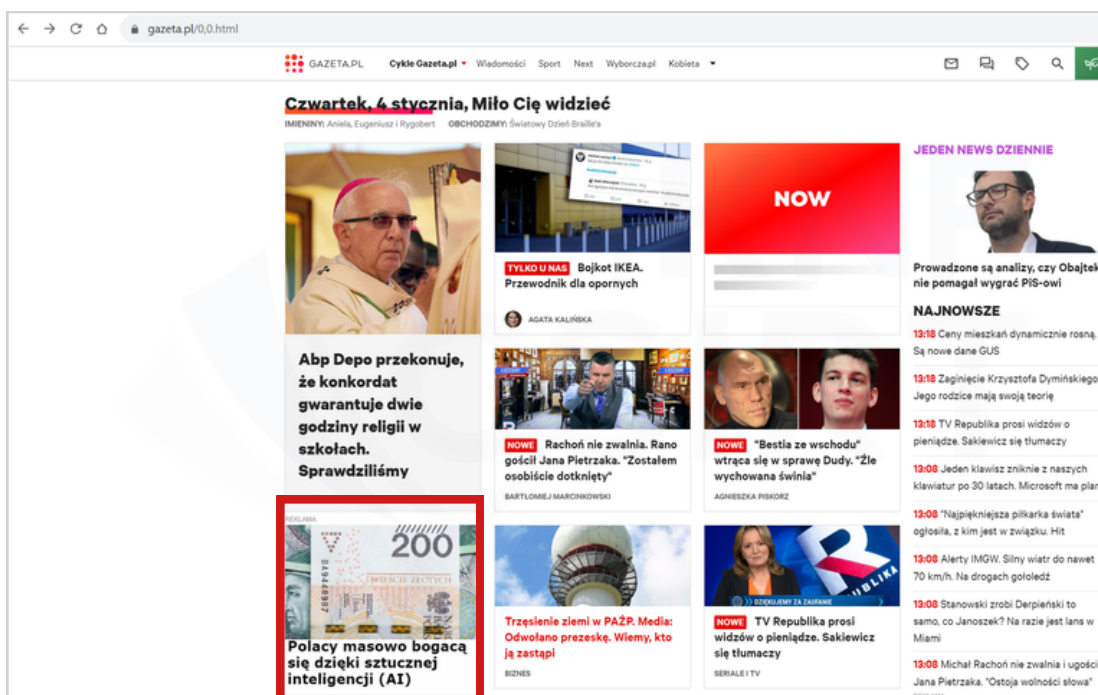 gazeta.pl/0,0.html
GAZETA.PL Cykle Gazeta.pl Wiadomości Sport Next Wyborcza.pl Kobieta
Czwartek, 4 stycznia, Miło Cię widzieć
IMIENINY: Aniela, Eugeniusz i Rygobert OBCHODZIMY: Światowy Dzień Braille'a
Abp Depo przekonuje,
że konkordat
gwarantuje dwie
godziny religii w
szkołach.
Sprawdziliśmy
REKLAMA
200
BA9448987
Polacy masowo bogacą
się dzięki sztucznej
inteligencji (AI)
TYLKO U NAS Bojkot IKEA.
Przewodnik dla opornych
AGATA KALIŃSKA
NOWE Rachoń nie zwalnia. Rano
gościł Jana Pietrzaka. "Zostałem
osobiście dotknięty"
BARTŁOMIEJ MARCINKOWSKI
Trzęsienie ziemi w PAŻP. Media:
Odwołano prezeskę. Wiemy, kto
ją zastąpi
BIZNES
NOW
NOWE "Bestia ze wschodu"
wtrąca się w sprawę Dudy. "Źle
wychowana świnia"
AGNIESZKA PISKORZ
R
BLIKA
DZIĘKUJEMY ZA ZAUFANIE
NOWE TV Republika prosi
widzów o pieniądze. Sakiewicz
się tłumaczy
SERIALE I TV
JEDEN NEWS DZIENNIE
Prowadzone są analizy, czy Obajtek
nie pomagał wygrać PiS-owi
NAJNOWSZE
13:18 Ceny mieszkań dynamicznie rosną.
Są nowe dane GUS
13:18 Zaginięcie Krzysztofa Dymińskiego
Jego rodzice mają swoją teorię
13:18 TV Republika prosi widzów o
pieniądze. Sakiewicz się tłumaczy
13:08 Jeden klawisz zniknie z naszych
klawiatur po 30 latach. Microsoft ma plan
13:08 "Najpiękniejsza piłkarka świata"
ogłosiła, z kim jest w związku. Hit
13:08 Alerty IMGW. Silny wiatr do nawet
70 km/h. Na drogach gołoledź
13:08 Stanowski zrobi Derpieński to
samo, co Janoszek? Na razie jest lans w
Miami
13:08 Michał Rachoń nie zwalnia i ugości
Jana Pietrzaka. "Ostoja wolności słowa"